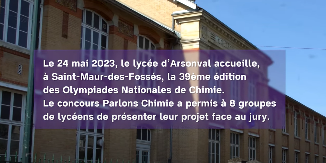 Le 24 mai 2023, le lycée d'Arsonval accueille,
à Saint-Maur-des-Fossés, la 39ème édition
des Olympiades Nationales de Chimie.
Le concours Parlons Chimie a permis à 8 groupes
de lycéens de présenter leur projet face au jury.